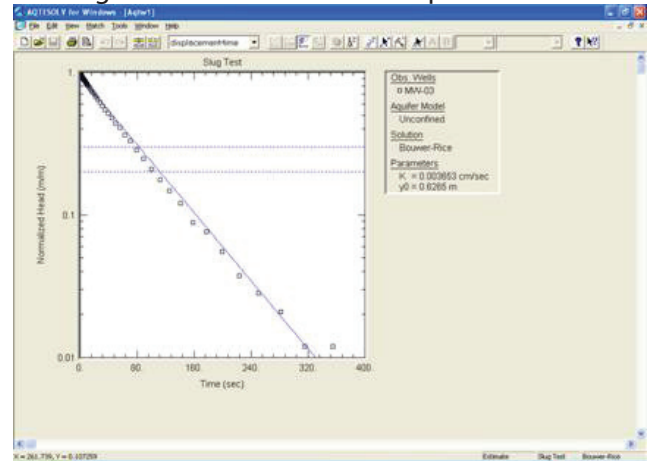 AQTESOLV for Windows - [Aqtw1]
File Edit View Match Tools Window Help
displacement-time
Slug Test
Obs. Wells
MW-03
Aquifer Model
Unconfined
Solution
Bouwer-Rice
Parameters
K = 0.003653 cm/sec
y0 = 0.6265 m
Normalized Head (m/m)
1.
0.1
0.01
0. 80. 160. 240. 320. 400.
Time (sec)
X = 261.739, Y = 0.107259
Estimate Slug Test Bouwer-Rice